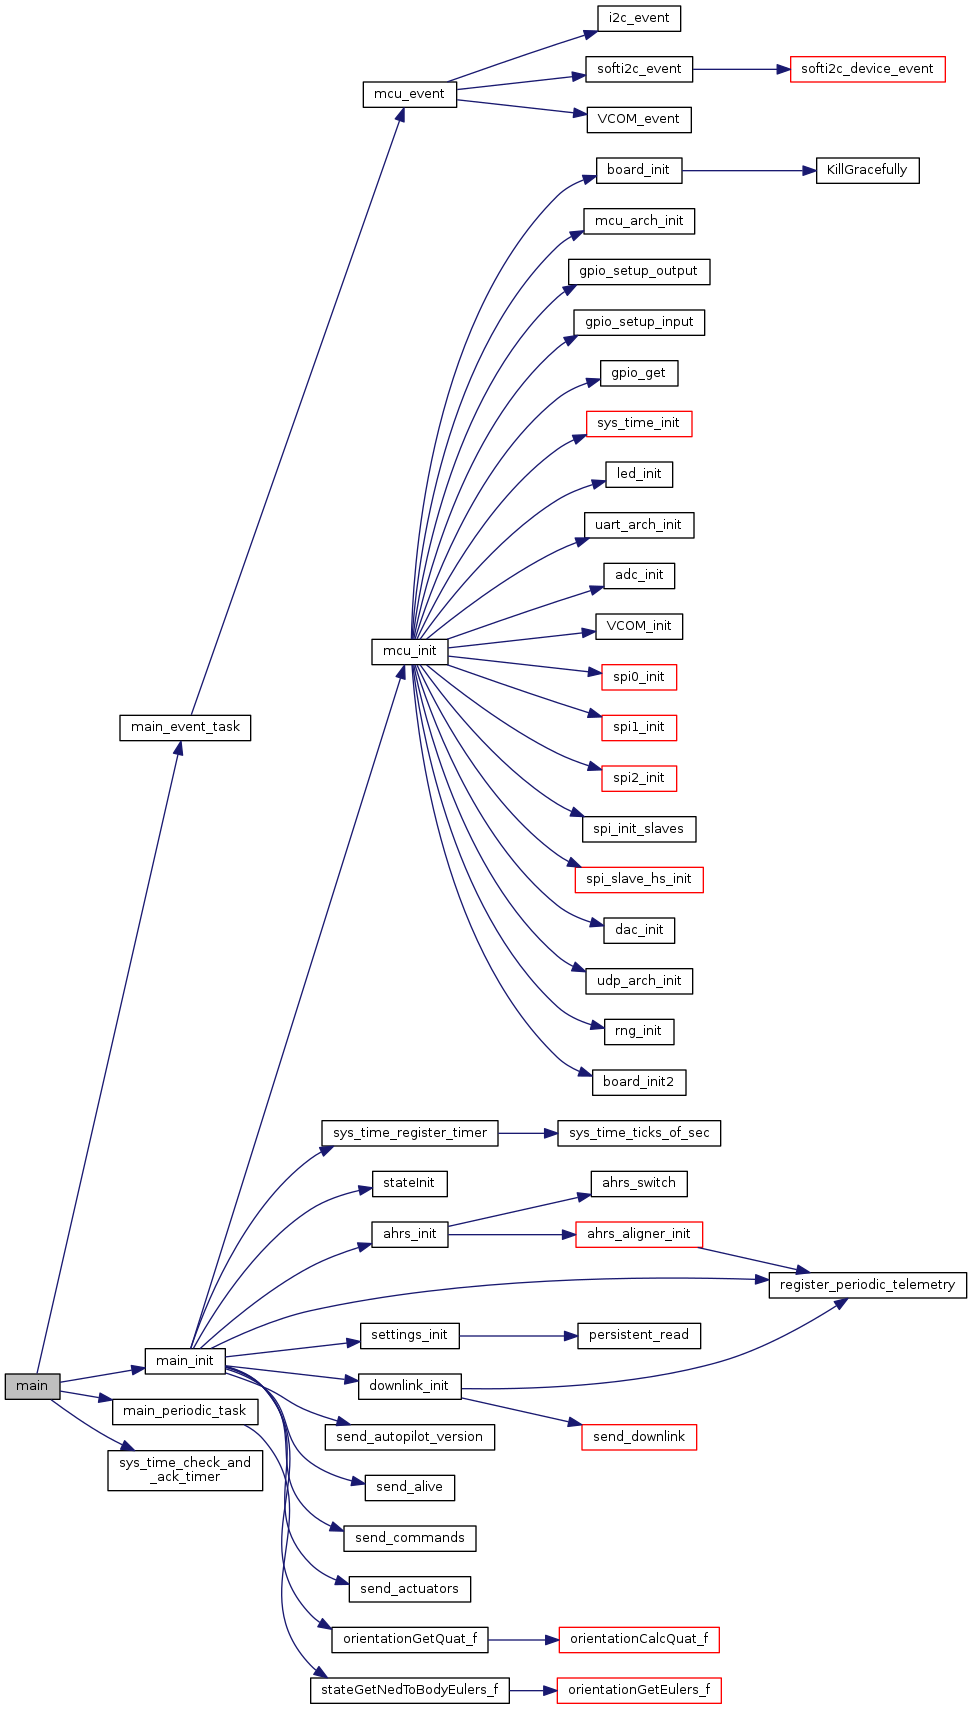 i2c_event
softi2c_event
softi2c_device_event
mcu_event
VCOM_event
board_init
KillGracefully
mcu_arch_init
gpio_setup_output
gpio_setup_input
gpio_get
sys_time_init
led_init
uart_arch_init
adc_init
VCOM_init
mcu_init
spi0_init
spi1_init
main_event_task
spi2_init
spi_init_slaves
spi_slave_hs_init
dac_init
udp_arch_init
rng_init
board_init2
sys_time_register_timer
sys_time_ticks_of_sec
stateInit
ahrs_switch
ahrs_init
ahrs_aligner_init
register_periodic_telemetry
settings_init
persistent_read
main_init
main
downlink_init
main_periodic_task
send_autopilot_version
send_downlink
sys_time_check_and
_ack_timer
send_alive
send_commands
send_actuators
orientationGetQuat_f
orientationCalcQuat_f
stateGetNedToBodyEulers_f
orientationGetEulers_f